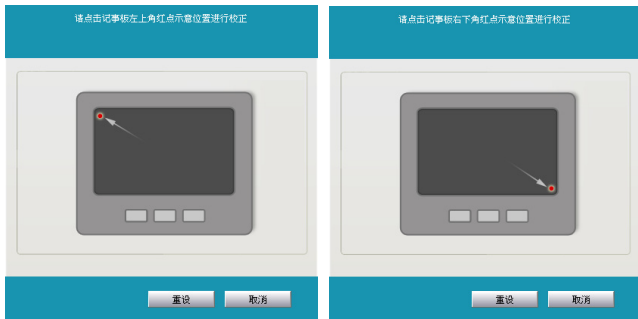 请点击记事板左上角红点示意位置进行校正
重设 取消
请点击记事板右下角红点示意位置进行校正
重设 取消